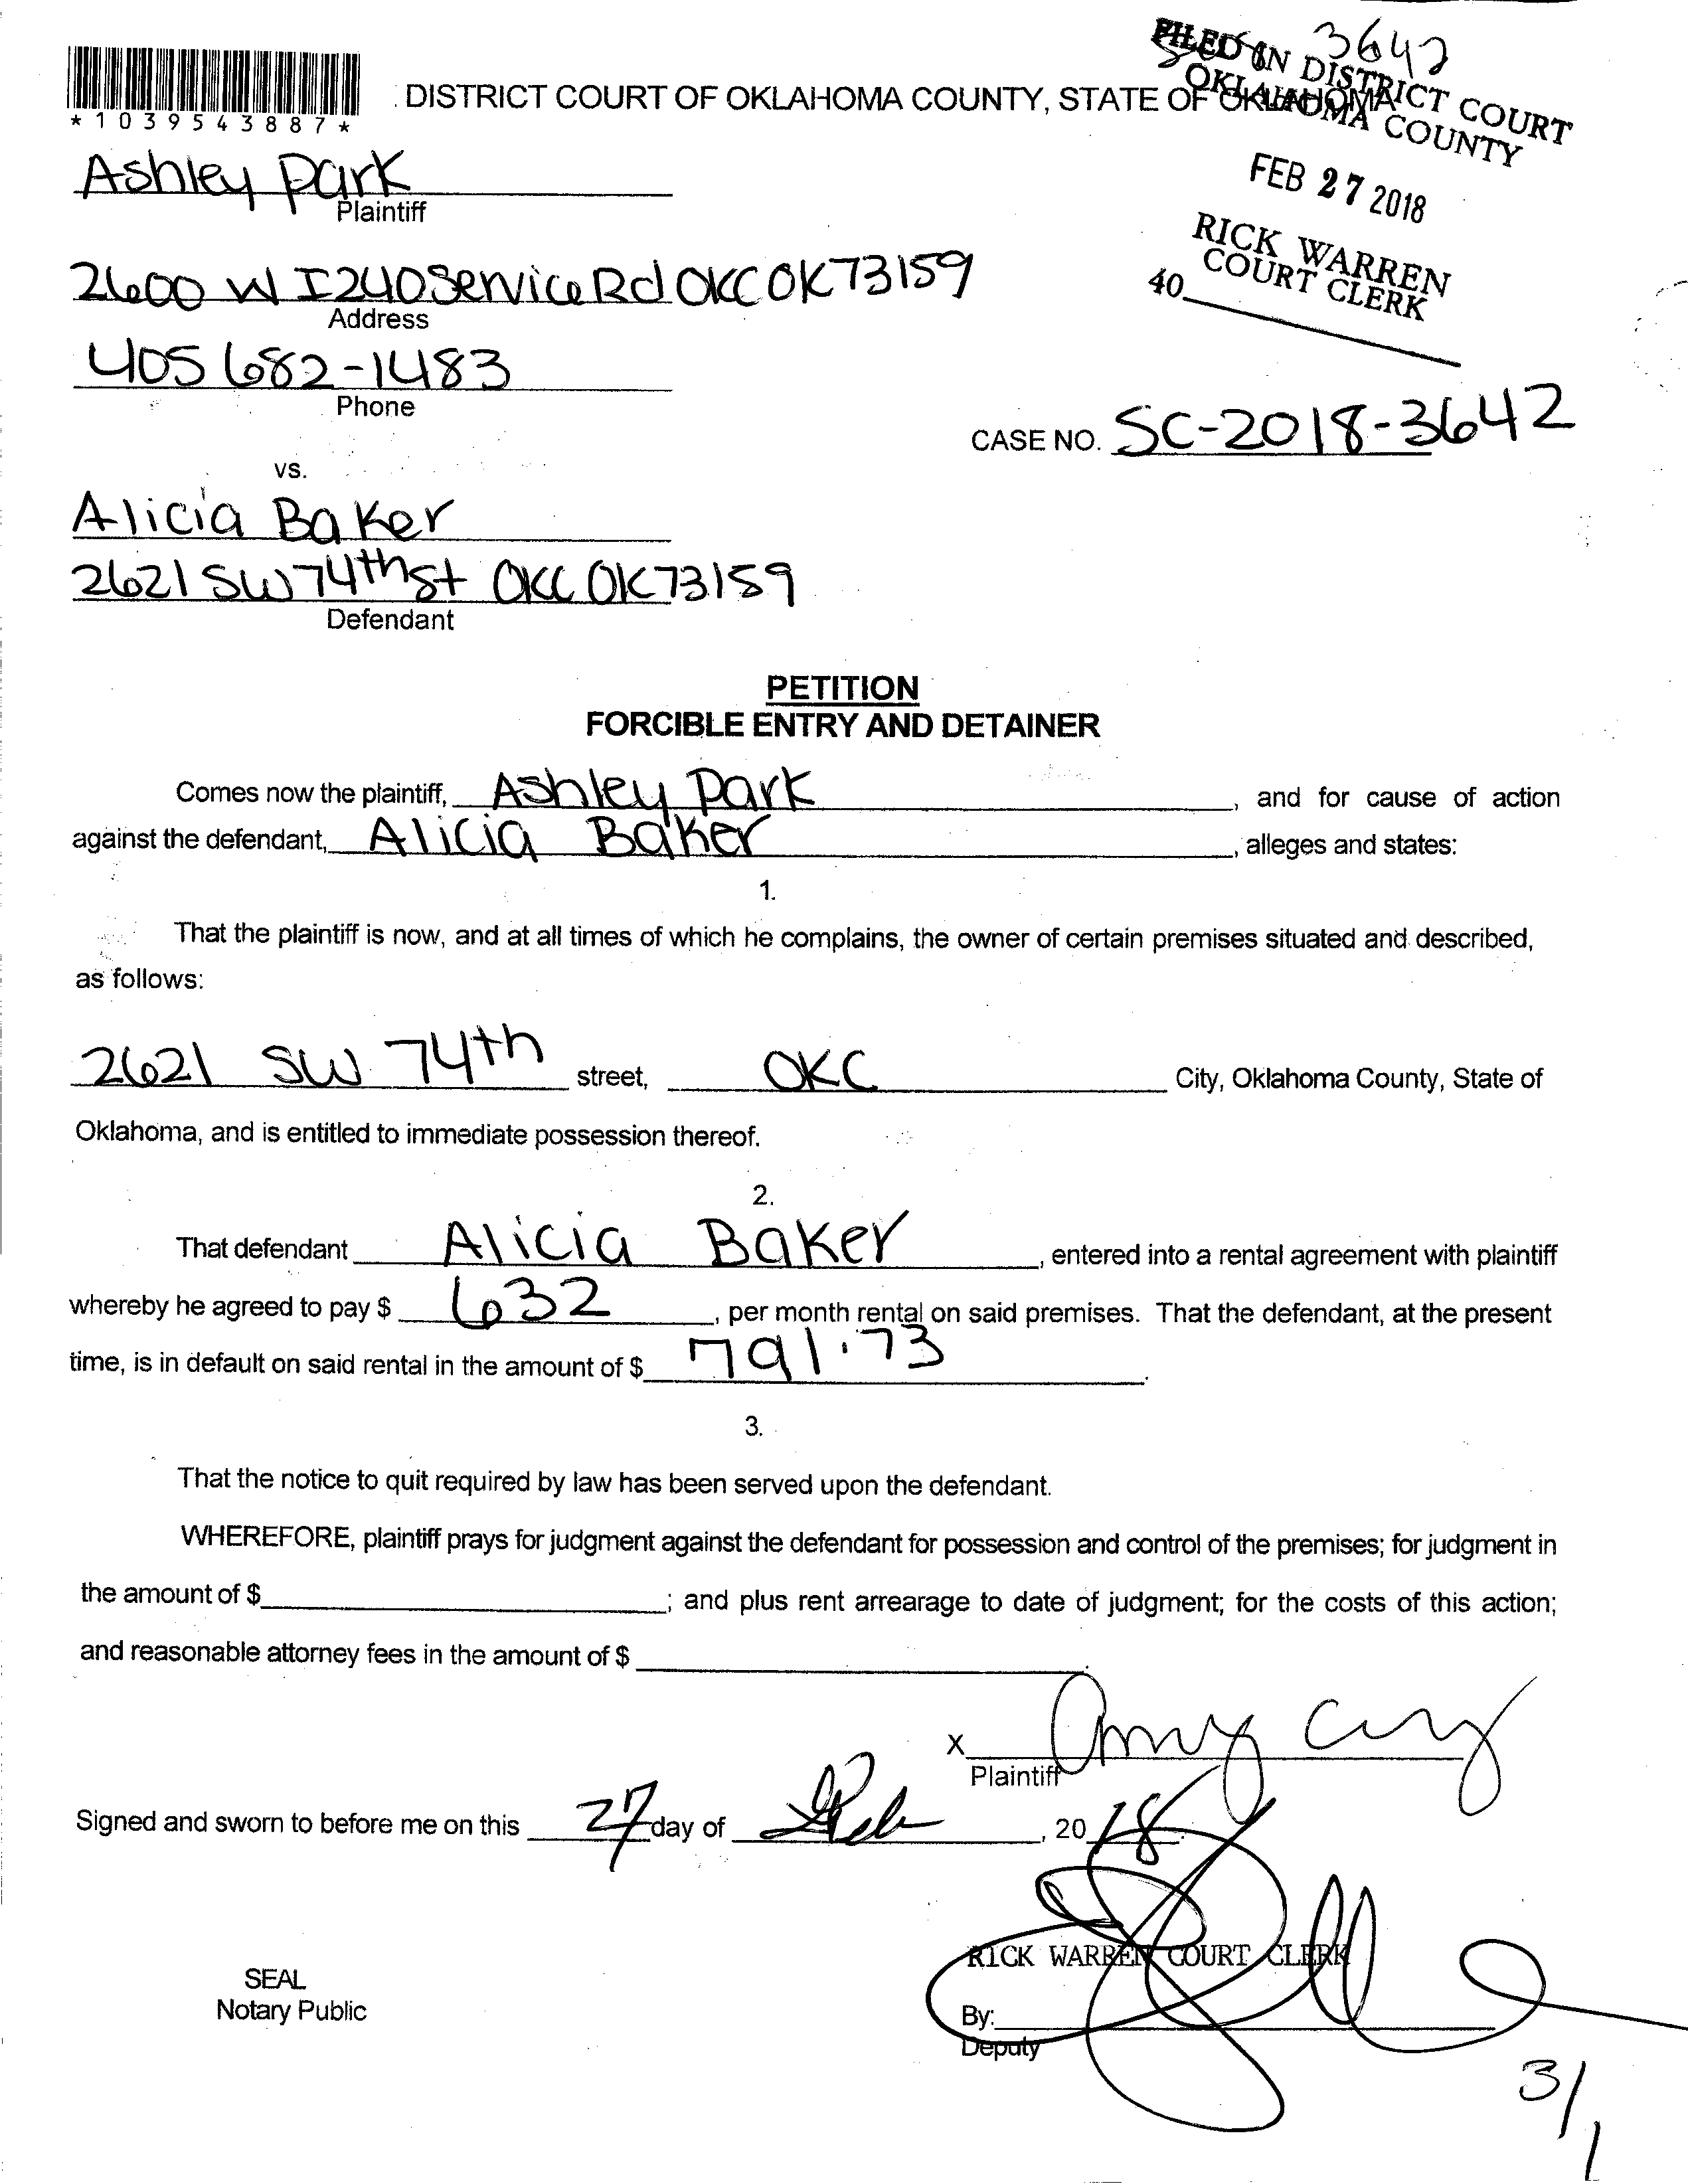 3642
FILED IN DISTRICT COURT
OKLAHOMA COUNTY
*1039543887*
DISTRICT COURT OF OKLAHOMA COUNTY, STATE OF OKLAHOMA
FEB 27 2018
RICK WARREN
COURT CLERK
40
Ashley Park
Plaintiff
2600 W I240 Service Rd OKC OK 73159
Address
405 682-1483
Phone
CASE NO. SC-2018-3642
vs.
Alicia Baker
2621 SW 74th St OKC OK 73159
Defendant
PETITION
FORCIBLE ENTRY AND DETAINER
Comes now the plaintiff, Ashley Park, and for cause of action
against the defendant, Alicia Baker, alleges and states:
1.
That the plaintiff is now, and at all times of which he complains, the owner of certain premises situated and described,
as follows:
2621 SW 74th street, OKC City, Oklahoma County, State of
Oklahoma, and is entitled to immediate possession thereof.
2.
That defendant Alicia Baker, entered into a rental agreement with plaintiff
whereby he agreed to pay $ 632, per month rental on said premises. That the defendant, at the present
time, is in default on said rental in the amount of $ 791.73.
3.
That the notice to quit required by law has been served upon the defendant.
WHEREFORE, plaintiff prays for judgment against the defendant for possession and control of the premises; for judgment in
the amount of $; and plus rent arrearage to date of judgment; for the costs of this action;
and reasonable attorney fees in the amount of $.
X Amy
Plaintiff
Signed and sworn to before me on this 27 day of Feb, 2018.
RICK WARREN COURT CLERK
SEAL
Notary Public
By:
Deputy
3/1